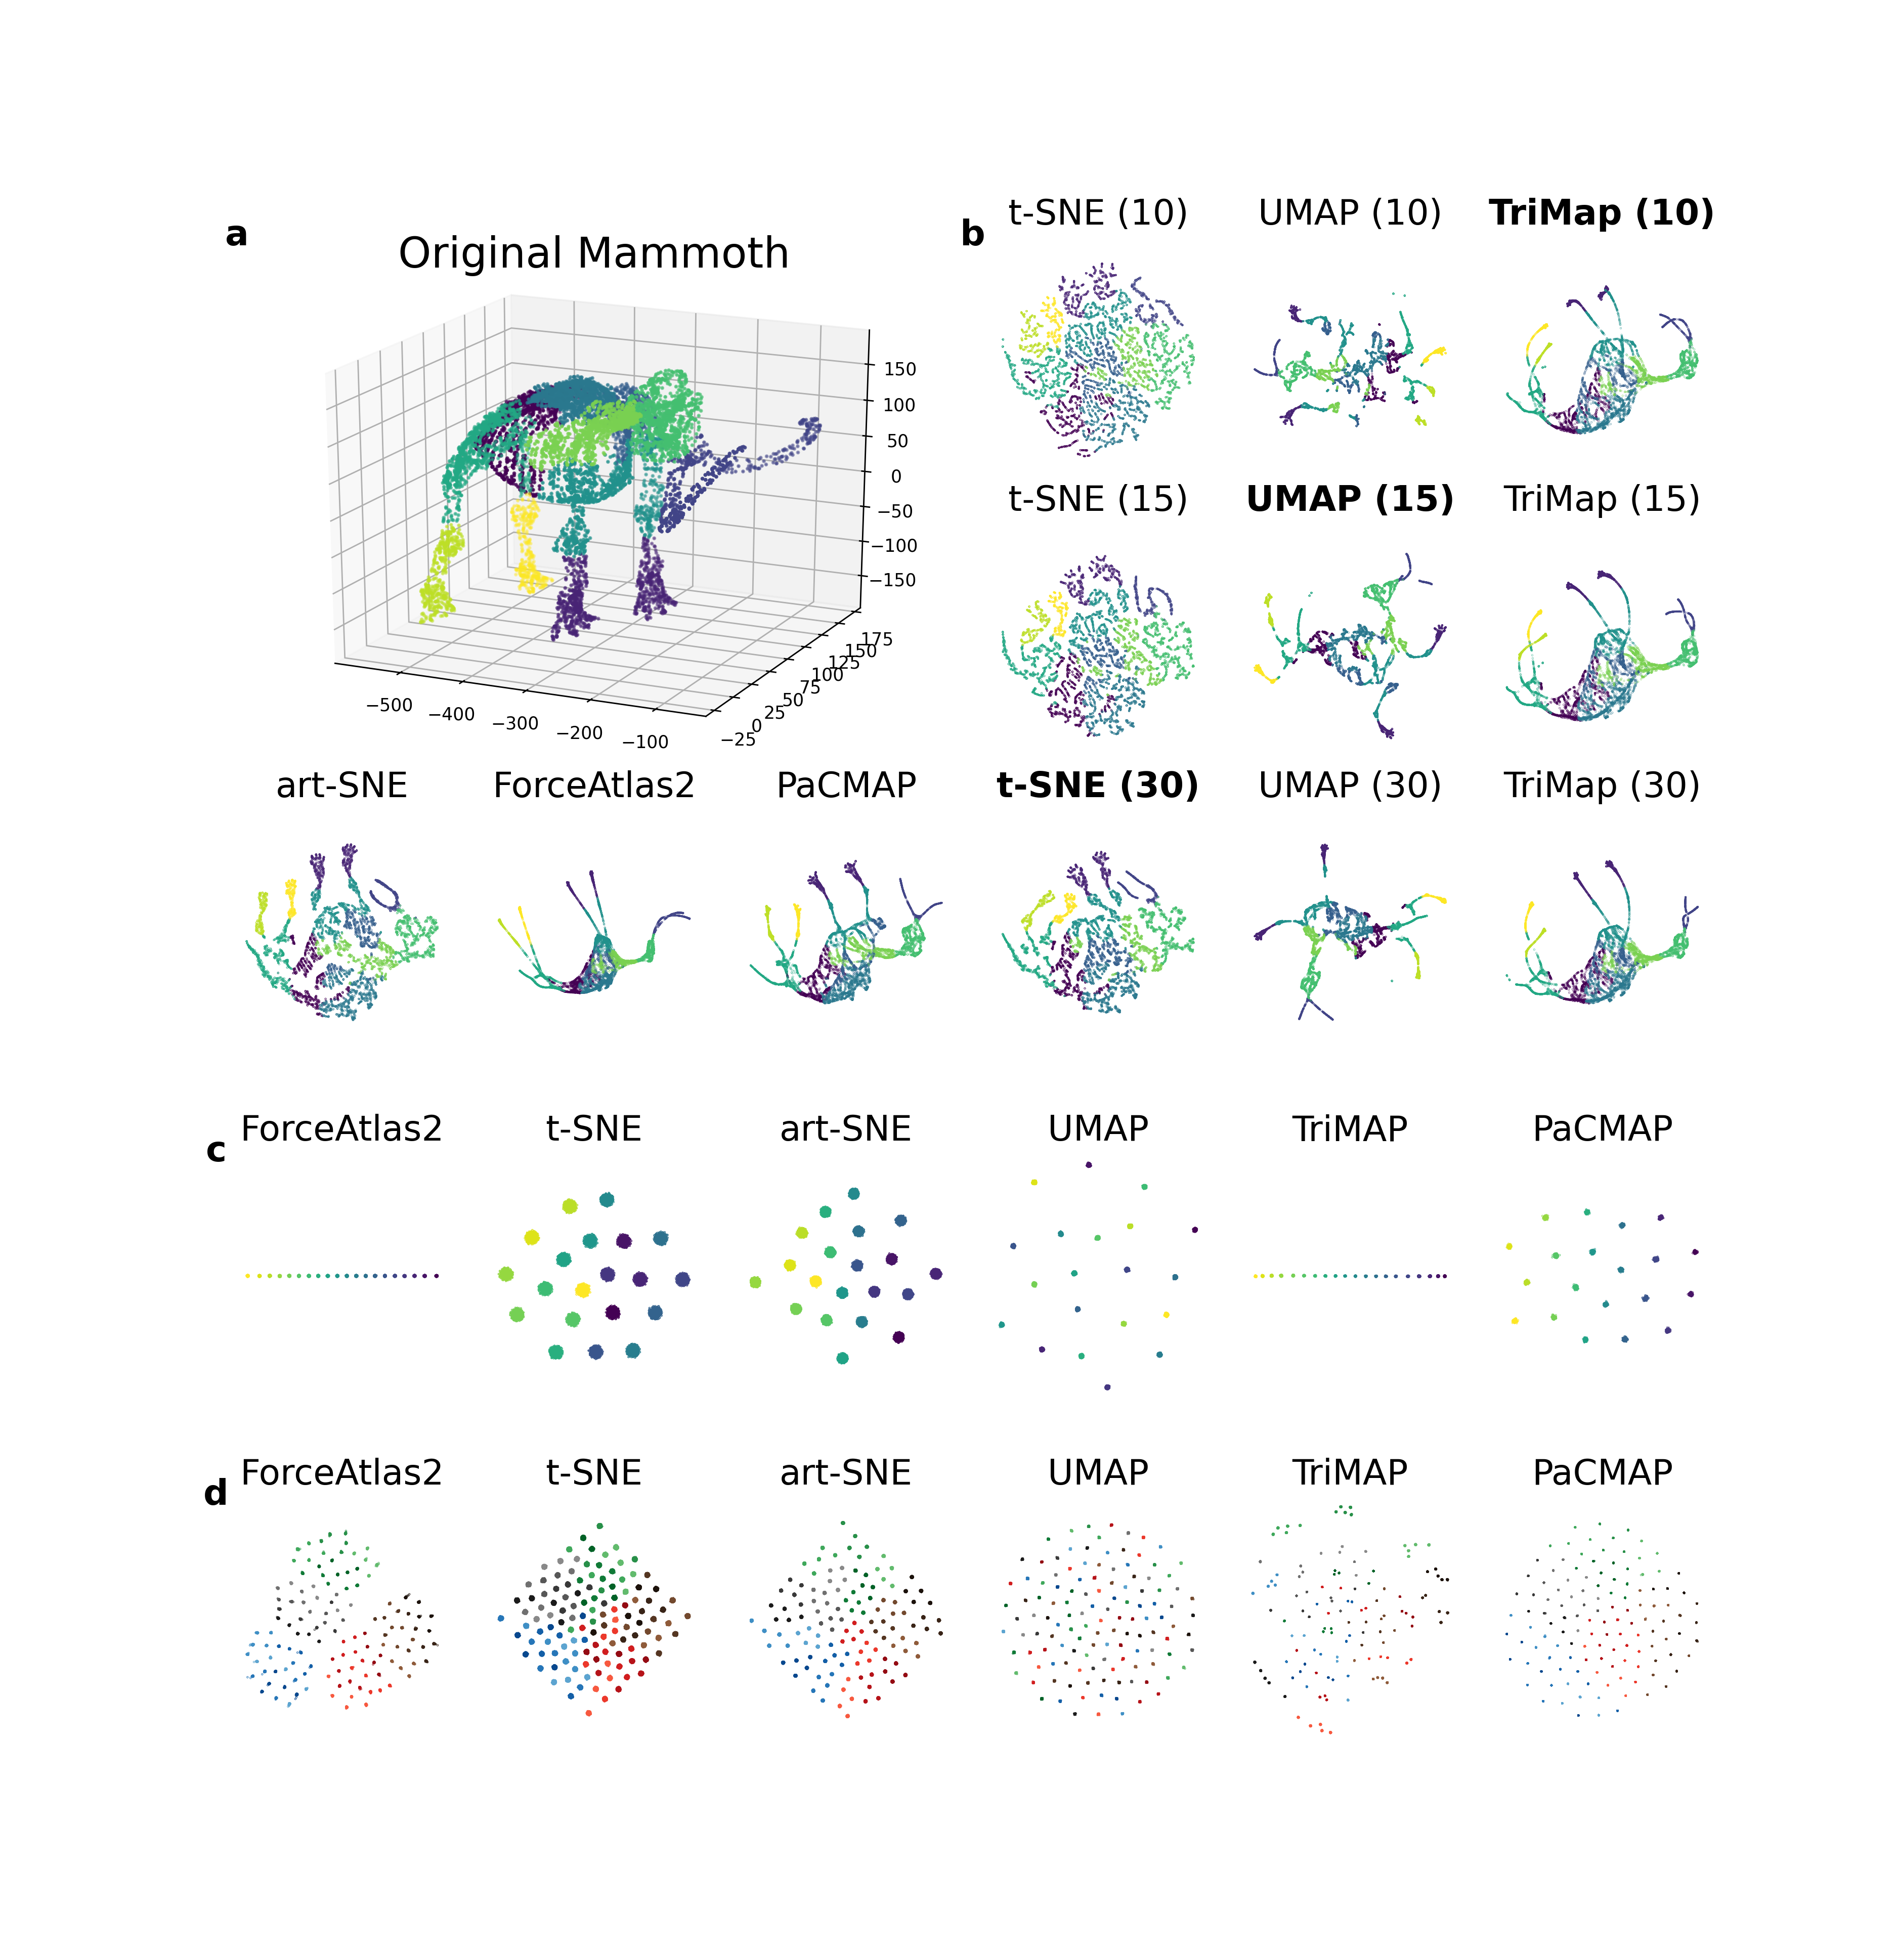 a
Original Mammoth
150
100
50
0
−50
−100
−150
−500
−400
−300
−200
−100
−25
0
25
50
75
100
125
150
175
b
t-SNE (10) UMAP (10) TriMap (10)
t-SNE (15) UMAP (15) TriMap (15)
art-SNE ForceAtlas2 PaCMAP t-SNE (30) UMAP (30) TriMap (30)
c
ForceAtlas2 t-SNE art-SNE UMAP TriMAP PaCMAP
d
ForceAtlas2 t-SNE art-SNE UMAP TriMAP PaCMAP